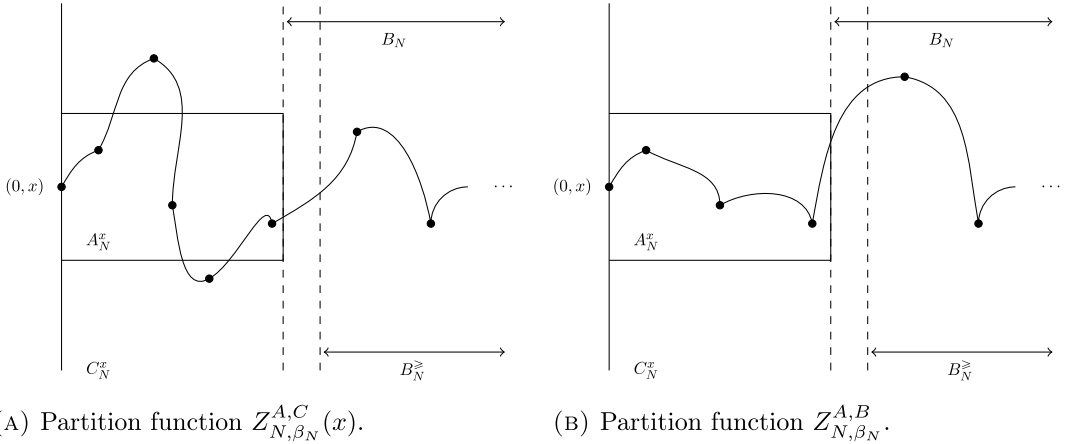 B_N
B_N
(0, x)
(0, x)
...
...
A_N^x
A_N^x
C_N^x
B_N^⩾
C_N^x
B_N^⩾
(A) Partition function Z_{N,β_N}^{A,C}(x).
(B) Partition function Z_{N,β_N}^{A,B}.